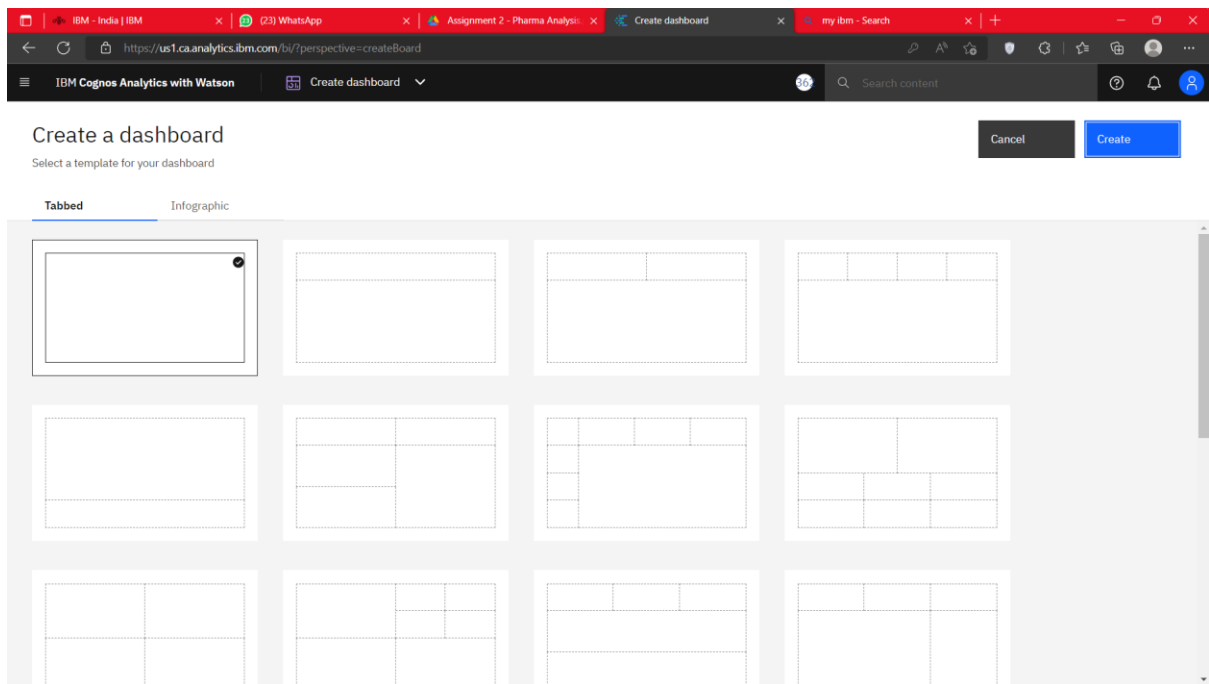 IBM - India | IBM
(23) WhatsApp
Assignment 2 - Pharma Analysis
Create dashboard
my ibm - Search
https://us1.ca.analytics.ibm.com/bi/?perspective=createBoard
IBM Cognos Analytics with Watson
Create dashboard
Search content
Create a dashboard
Cancel
Create
Select a template for your dashboard
Tabbed
Infographic